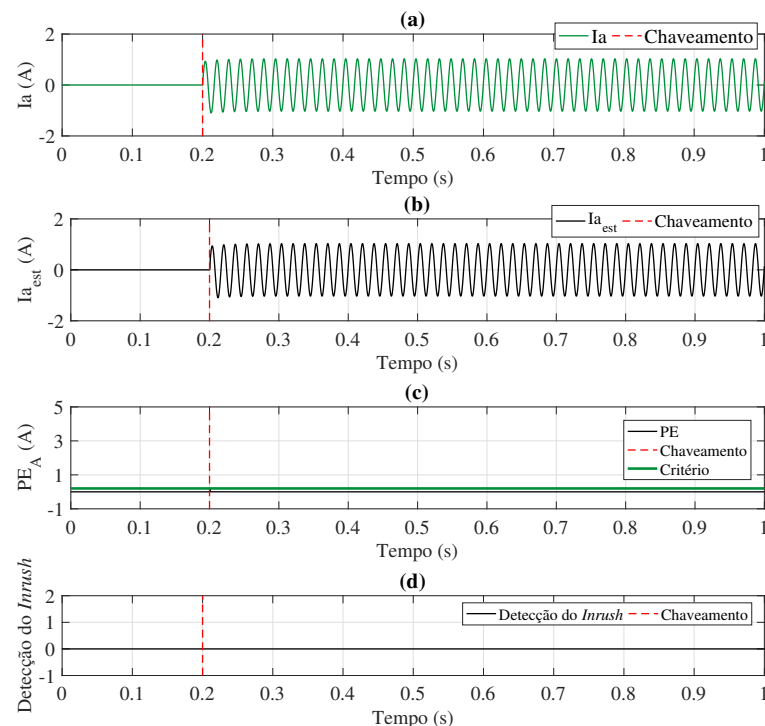 (a)
Ia (A)
2
0
-2
Ia Chaveamento
0 0.1 0.2 0.3 0.4 0.5 0.6 0.7 0.8 0.9 1
Tempo (s)
(b)
Ia_est (A)
2
0
-2
Ia_est Chaveamento
0 0.1 0.2 0.3 0.4 0.5 0.6 0.7 0.8 0.9 1
Tempo (s)
(c)
PE_A (A)
5
3
1
-1
PE
Chaveamento
Critério
0 0.1 0.2 0.3 0.4 0.5 0.6 0.7 0.8 0.9 1
Tempo (s)
(d)
Detecção do Inrush
2
1
0
-1
Detecção do Inrush Chaveamento
0 0.1 0.2 0.3 0.4 0.5 0.6 0.7 0.8 0.9 1
Tempo (s)